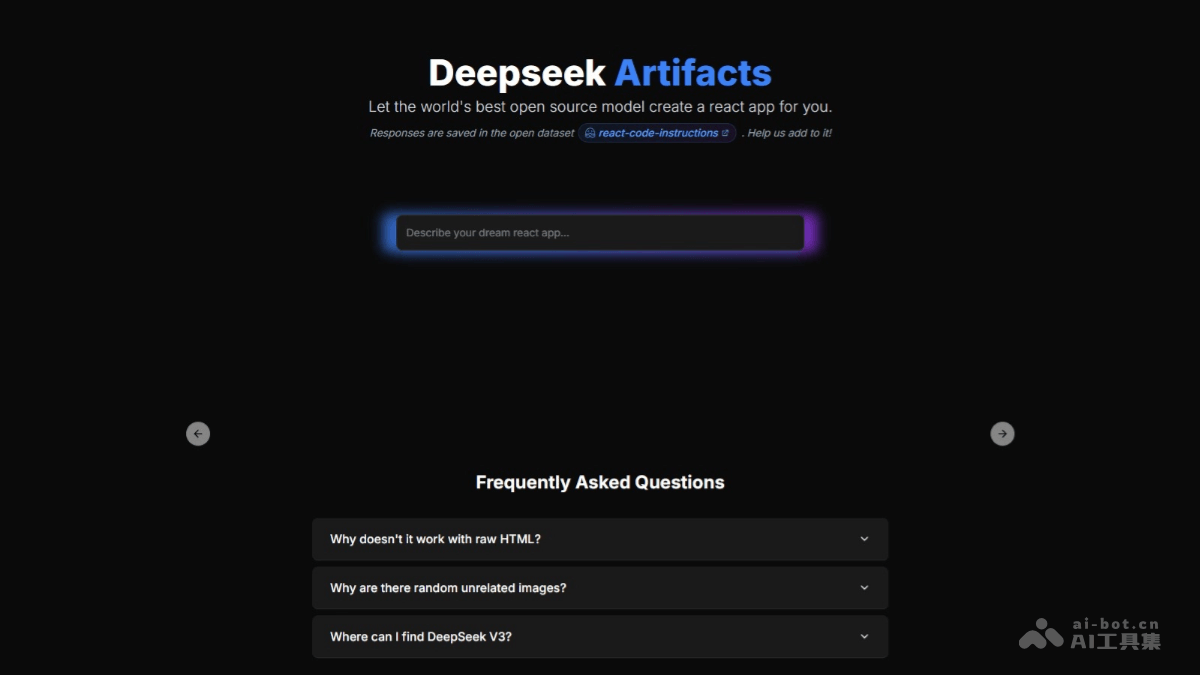 Deepseek Artifacts
Let the world's best open source model create a react app for you.
Responses are saved in the open dataset react-code-instructions . Help us add to it!
Describe your dream react app...
Frequently Asked Questions
Why doesn't it work with raw HTML?
Why are there random unrelated images?
Where can I find DeepSeek V3?
ai-bot.cn
AI工具集